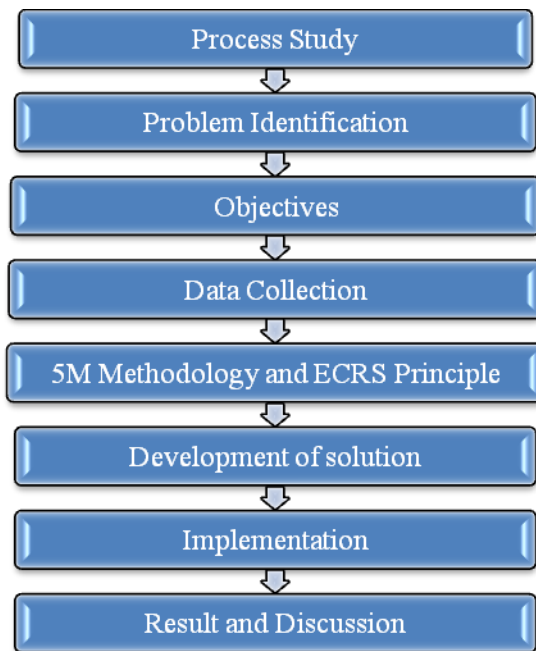 Process Study
Problem Identification
Objectives
Data Collection
5M Methodology and ECRS Principle
Development of solution
Implementation
Result and Discussion